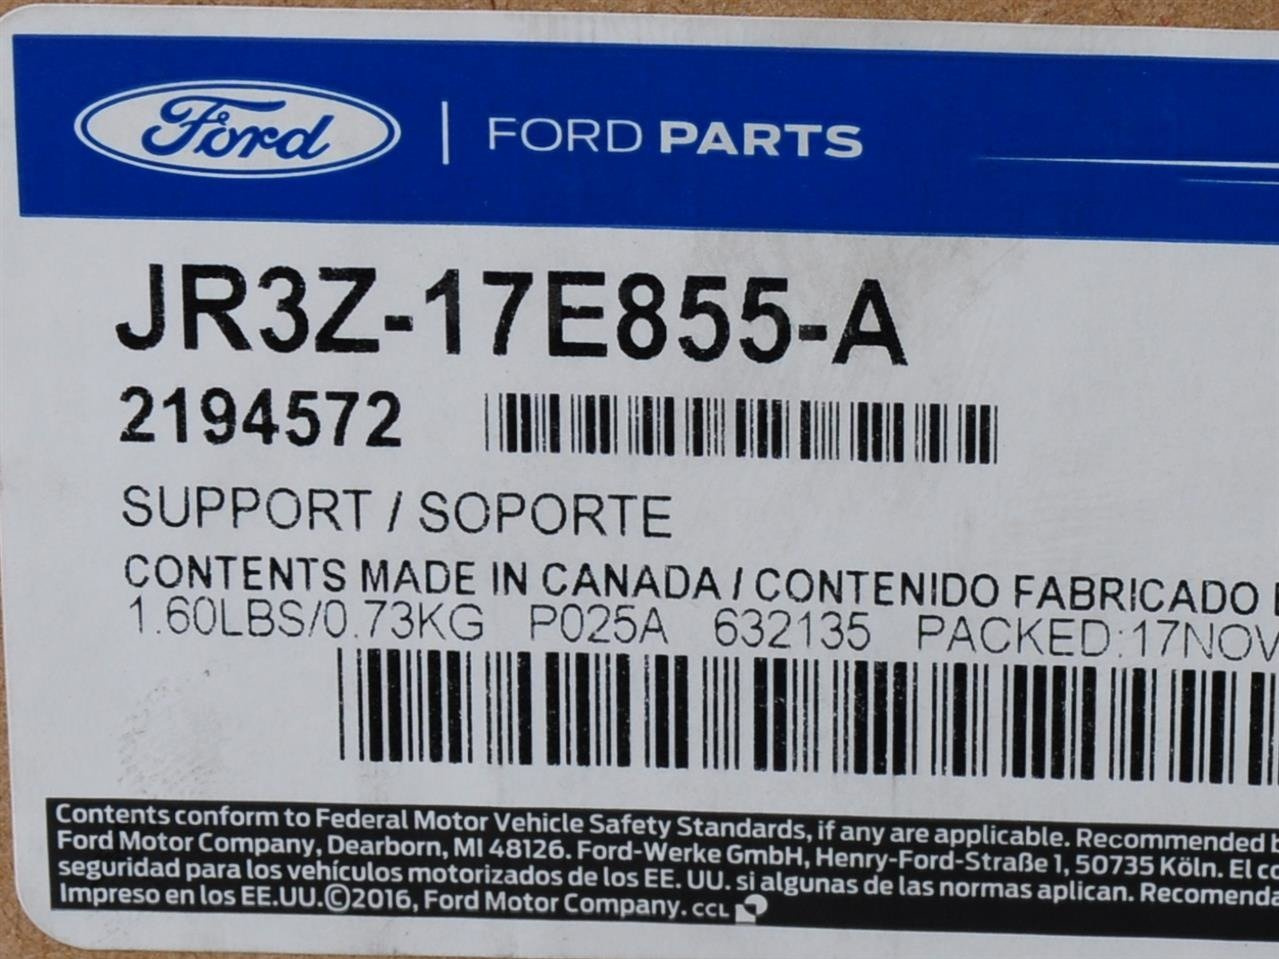 Ford | FORD PARTS
JR3Z-17E855-A
2194572
SUPPORT / SOPORTE
CONTENTS MADE IN CANADA / CONTENIDO FABRICADO
1.60LBS/0.73KG P025A 632135 PACKED:17NOV
Contents conform to Federal Motor Vehicle Safety Standards, if any are applicable. Recommended b
Ford Motor Company, Dearborn, MI 48126. Ford-Werke GmbH, Henry-Ford-Straße 1, 50735 Köln. El co
seguridad para los vehículos motorizados de los EE. UU. si algunas de las normas aplican. Recomenda
Impreso en los EE.UU.©2016, Ford Motor Company. CCL